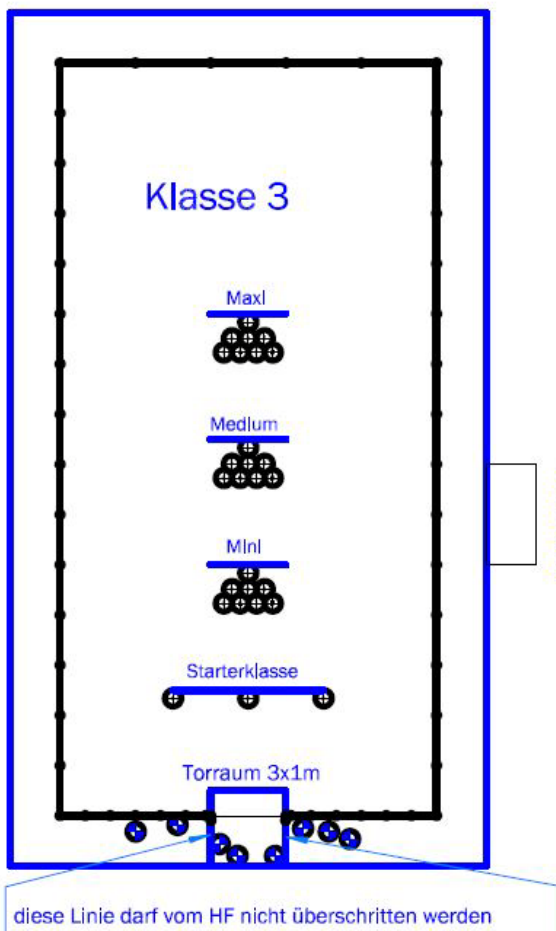 Klasse 3
Maxi
Medium
Mini
Starterklasse
Torraum 3x1m
diese Linie darf vom HF nicht überschritten werden